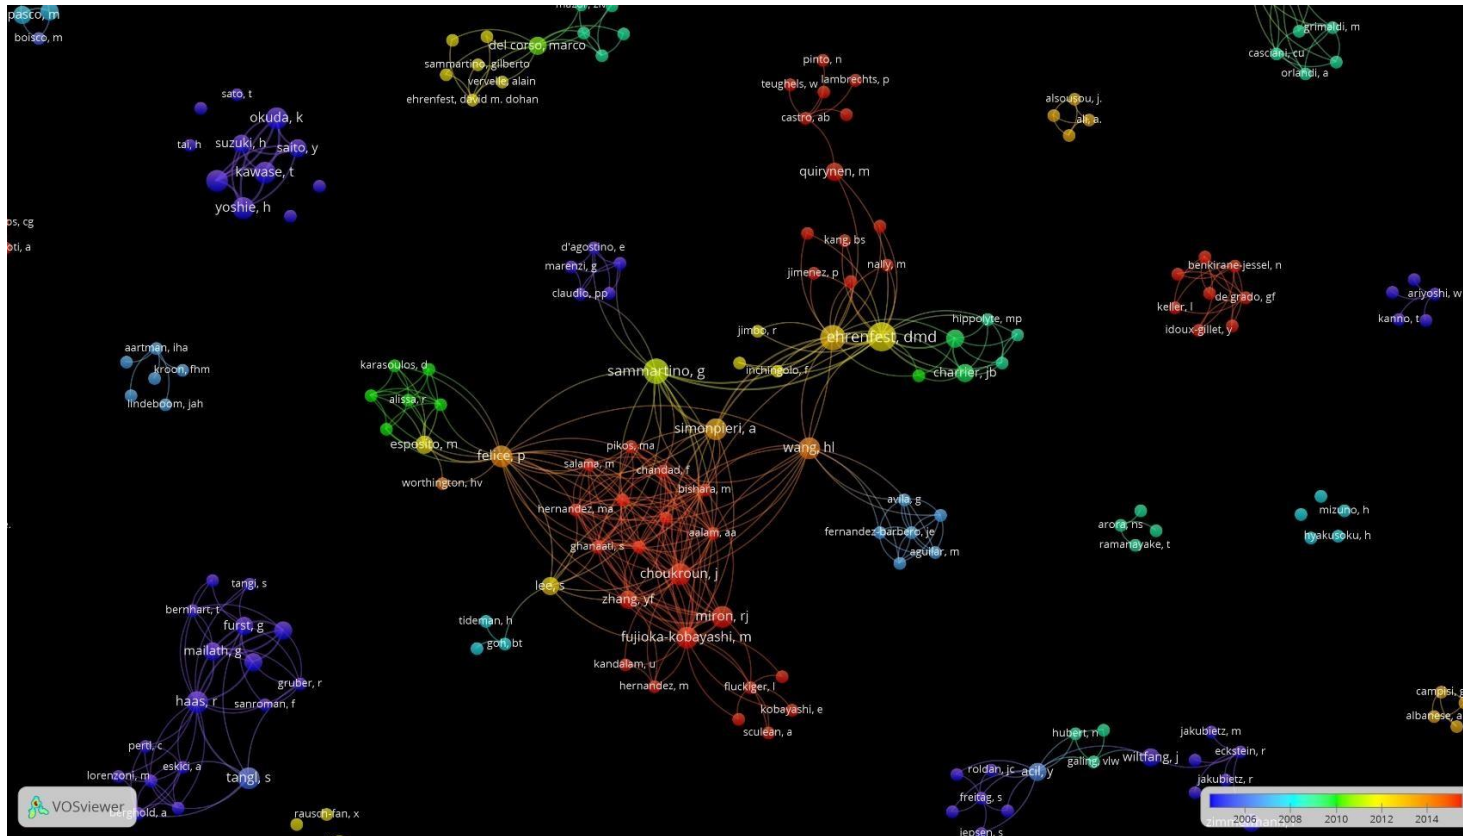 pasco, m
boisco, m
del corso, marco
sammartino, gilberto
vervelle, alain
ehrenfest, david m. dohan
grimaldi, m
casciani, cu
orlandi, a
pinto, n
teughels, w
lambrechts, p
castro, ab
alsousou, j.
ali, a.
sato, t
okuda, k
tai, h
suzuki, h
saito, y
kawase, t
yoshie, h
quirynen, m
os, cg
oti, a
d'agostino, e
marenzi, g
claudio, pp
kang, bs
jimenez, p
nally, m
benkirane-jessel, n
keller, l
de grado, gf
idoux-gillet, y
ariyoshi, w
kanno, t
jimbo, r
ehrenfest, dmd
hippolyte, mp
inchingolo, f
charrier, jb
aartman, iha
kroon, fhm
lindeboom, jah
karasoulos, d
alissa, r
sammartino, g
esposito, m
simonpieri, a
felice, p
wang, hl
worthington, hv
pikos, ma
salama, m
chandad, f
bishara, m
hernandez, ma
aalam, aa
ghanaati, s
avila, g
fernandez-barbero, je
aguilar, m
arora, ns
ramanayake, t
mizuno, h
hyakusoku, h
choukroun, j
lee, s
zhang, yf
miron, rj
fujioka-kobayashi, m
tideman, h
goh, bt
kandalam, u
hernandez, m
fluckiger, l
kobayashi, e
sculean, a
tangl, s
bernhart, t
furst, g
mailath, g
gruber, r
haas, r
sanroman, f
pertl, c
eskici, a
lorenzoni, m
tangl, s
berghold, a
campisi, g
albanese, a
hubert, n
galing, vlw
wiltfang, j
jakubietz, m
eckstein, r
jakubietz, r
roldan, jc
acil, y
freitag, s
jepsen, s
rausch-fan, x
VOSviewer
2006 2008 2010 2012 2014